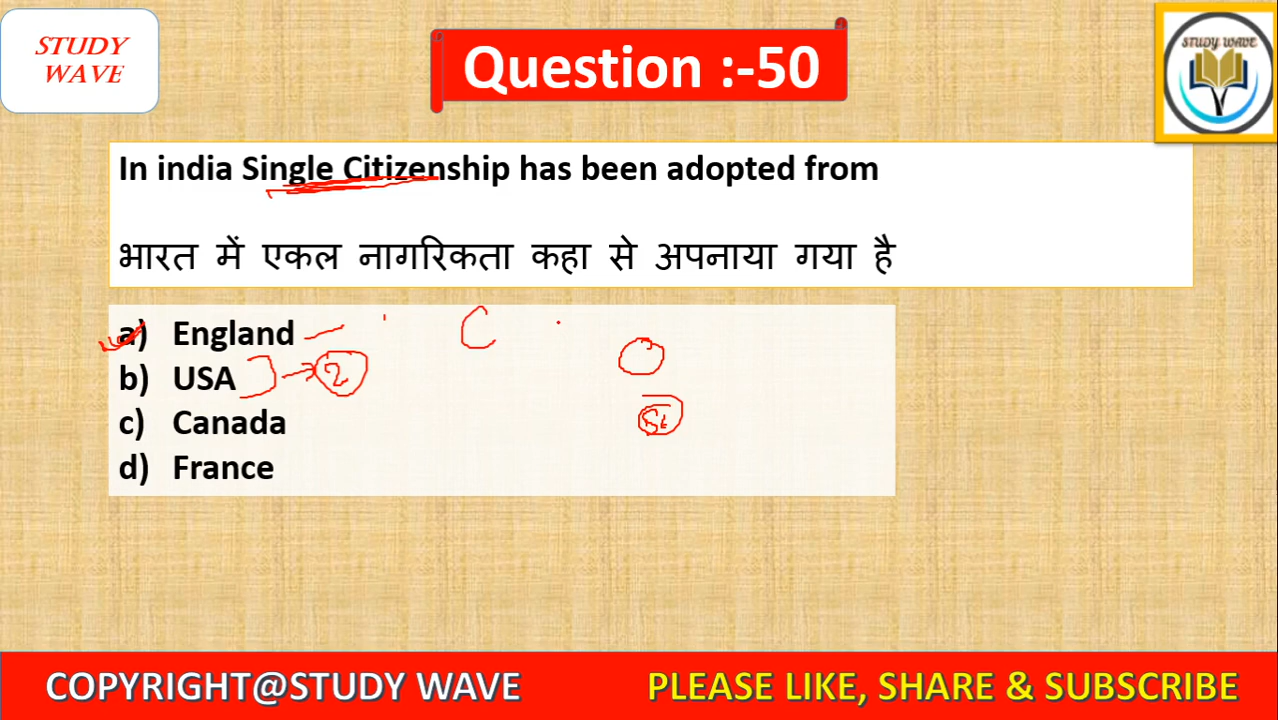 STUDY
WAVE
Question :-50
STUDY WAVE
In india Single Citizenship has been adopted from
भारत में एकल नागरिकता कहा से अपनाया गया है
a) England
b) USA
2
c) Canada
d) France
COPYRIGHT@STUDY WAVE
PLEASE LIKE, SHARE & SUBSCRIBE